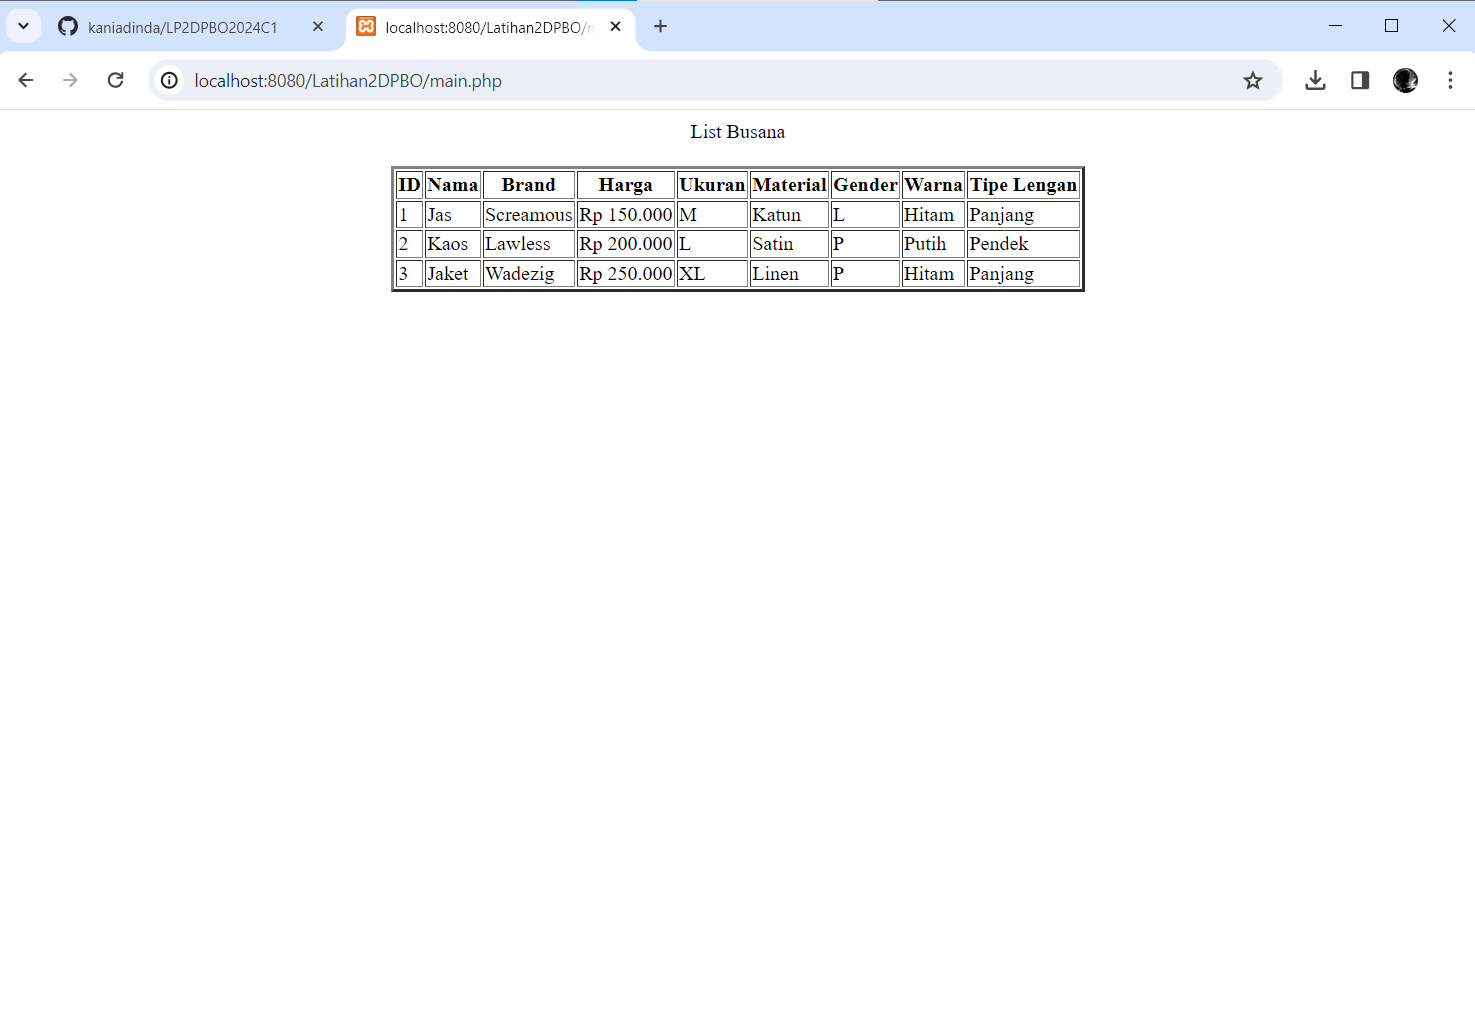 kaniadinda/LP2DPBO2024C1
localhost:8080/Latihan2DPBO/
localhost:8080/Latihan2DPBO/main.php
List Busana
ID Nama Brand Harga Ukuran Material Gender Warna Tipe Lengan
1 Jas Screamous Rp 150.000 M Katun L Hitam Panjang
2 Kaos Lawless Rp 200.000 L Satin P Putih Pendek
3 Jaket Wadezig Rp 250.000 XL Linen P Hitam Panjang